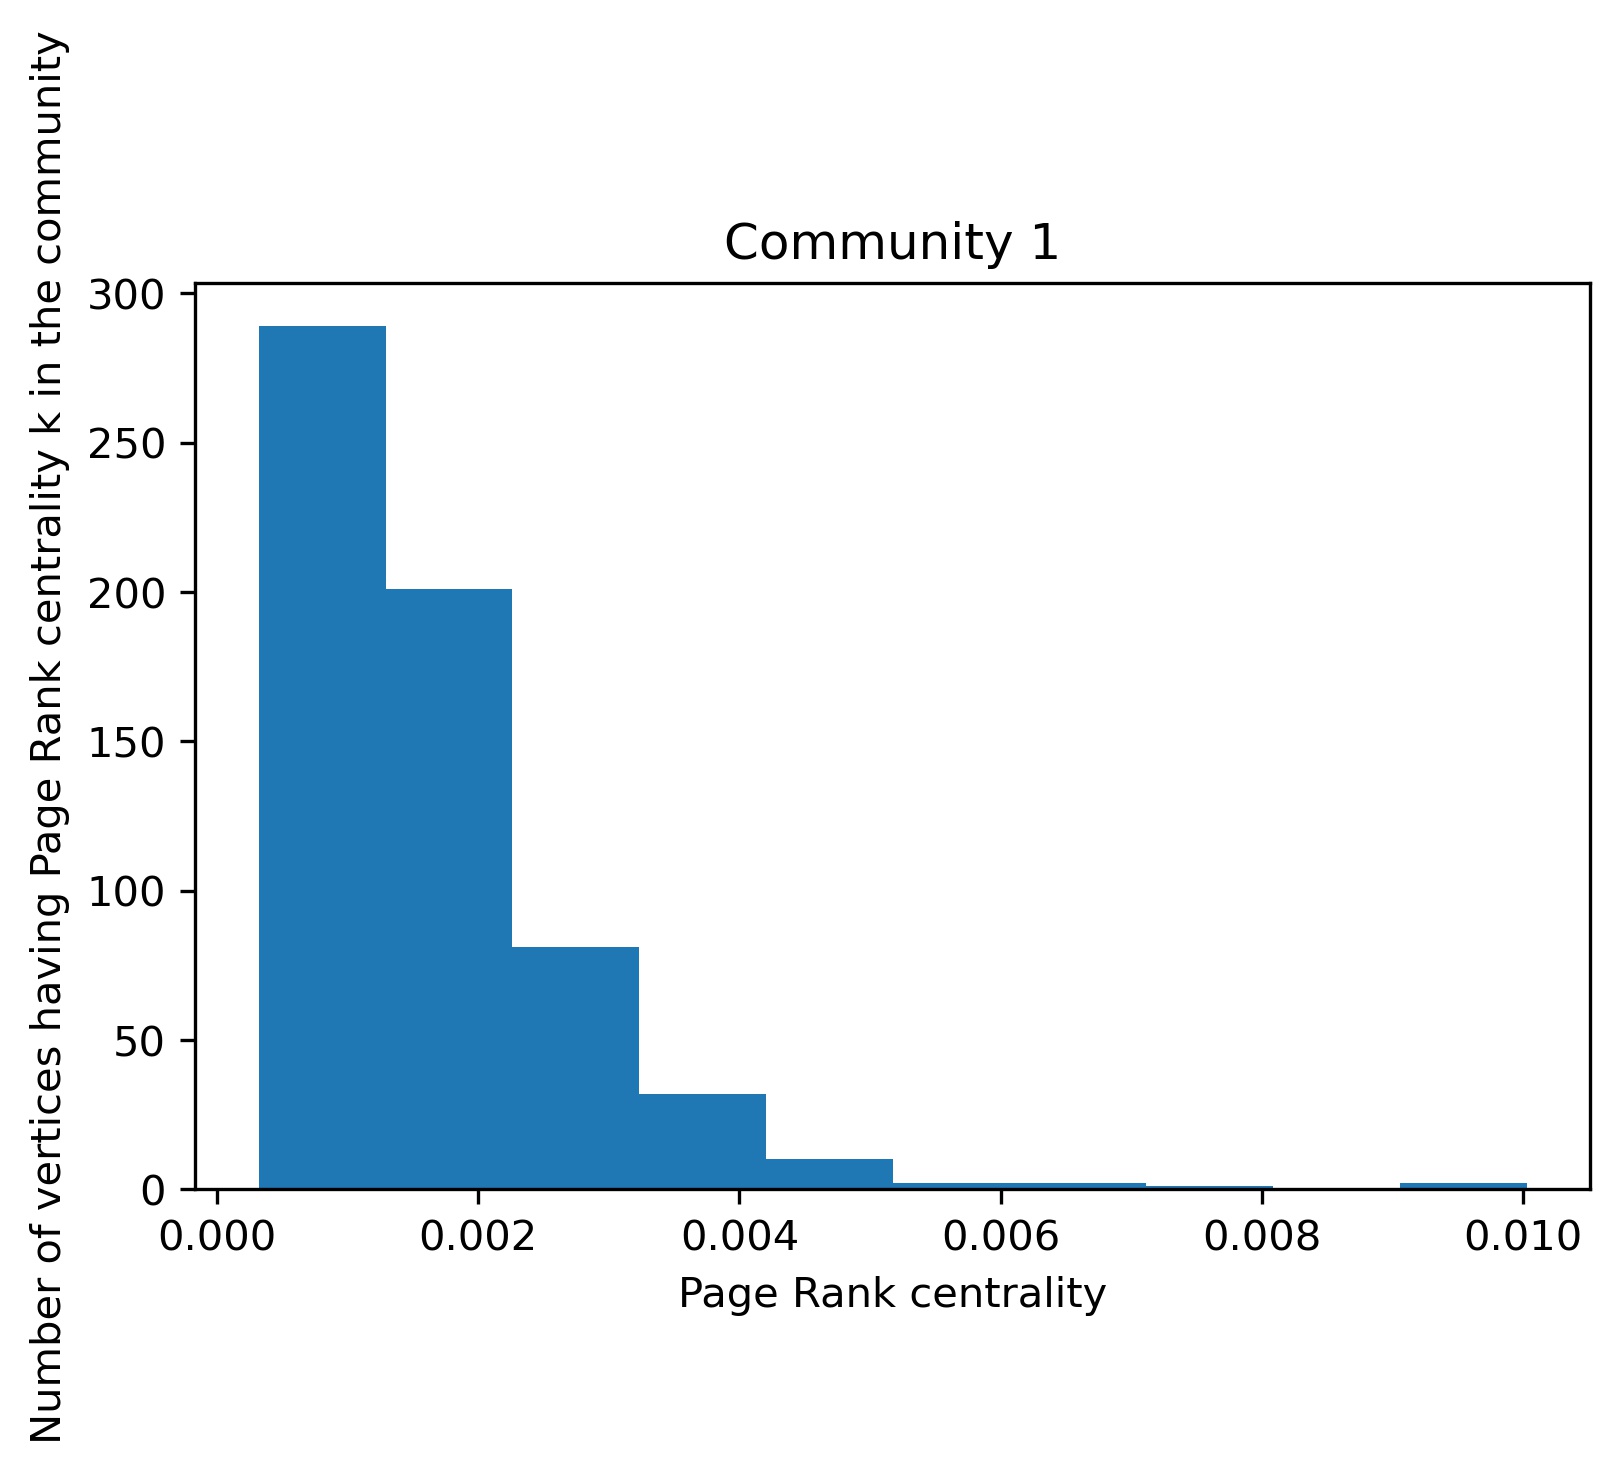 Community 1
Number of vertices having Page Rank centrality k in the community
300
250
200
150
100
50
0
0.000 0.002 0.004 0.006 0.008 0.010
Page Rank centrality